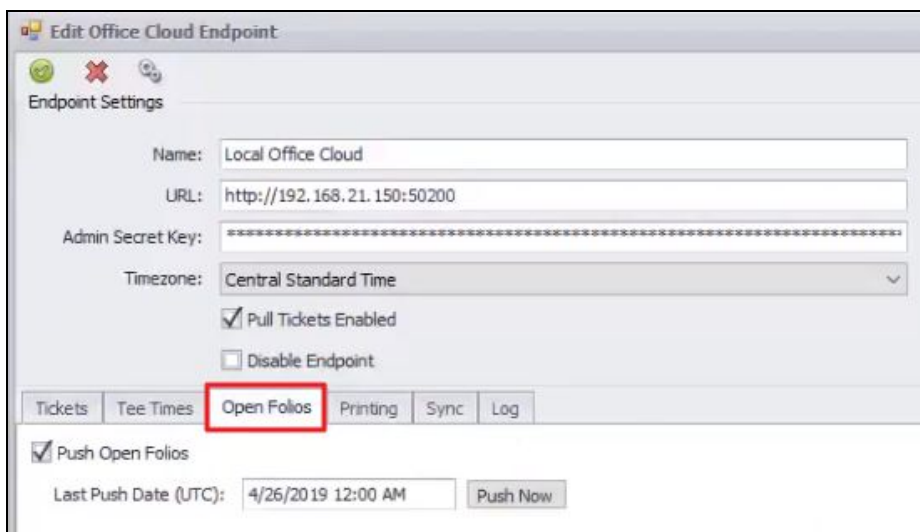 Edit Office Cloud Endpoint
Endpoint Settings
Name: Local Office Cloud
URL: http://192.168.21.150:50200
Admin Secret Key: **********************************************************************
Timezone: Central Standard Time
Pull Tickets Enabled
Disable Endpoint
Tickets Tee Times Open Folios Printing Sync Log
Push Open Folios
Last Push Date (UTC): 4/26/2019 12:00 AM Push Now